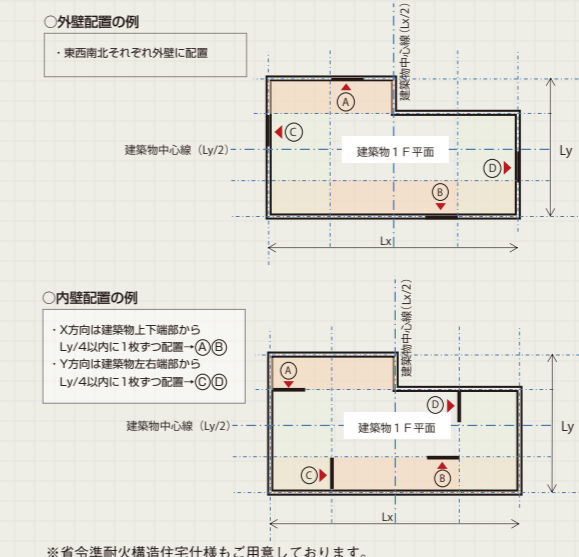 ○外壁配置の例
・東西南北それぞれ外壁に配置
建築物中心線(Lx/2)
A
C
建築物中心線（Ly/2）
建築物1F平面
D
Ly
B
Lx
○内壁配置の例
・X方向は建築物上下端部から
Ly/4以内に1枚ずつ配置→ⒶⒷ
・Y方向は建築物左右端部から
Ly/4以内に1枚ずつ配置→ⒸⒹ
建築物中心線(Lx/2)
A
D
建築物中心線（Ly/2）
建築物1F平面
Ly
C
B
Lx
※省令準耐火構造住宅仕様もご用意しております。